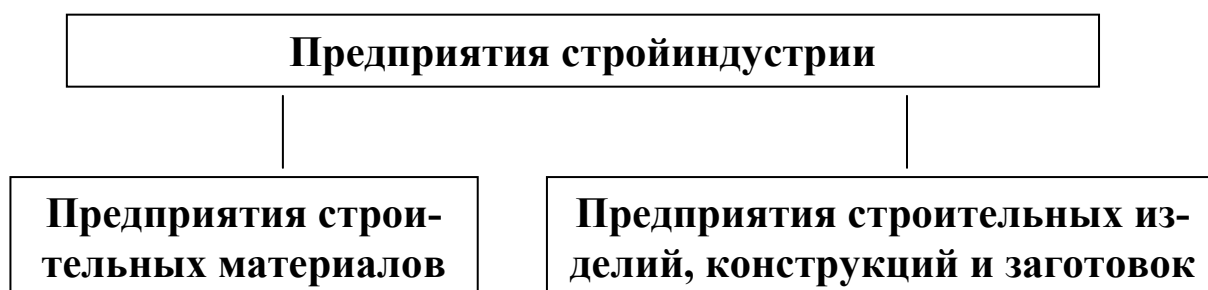 Предприятия стройиндустрии
Предприятия строи-
тельных материалов
Предприятия строительных из-
делий, конструкций и заготовок